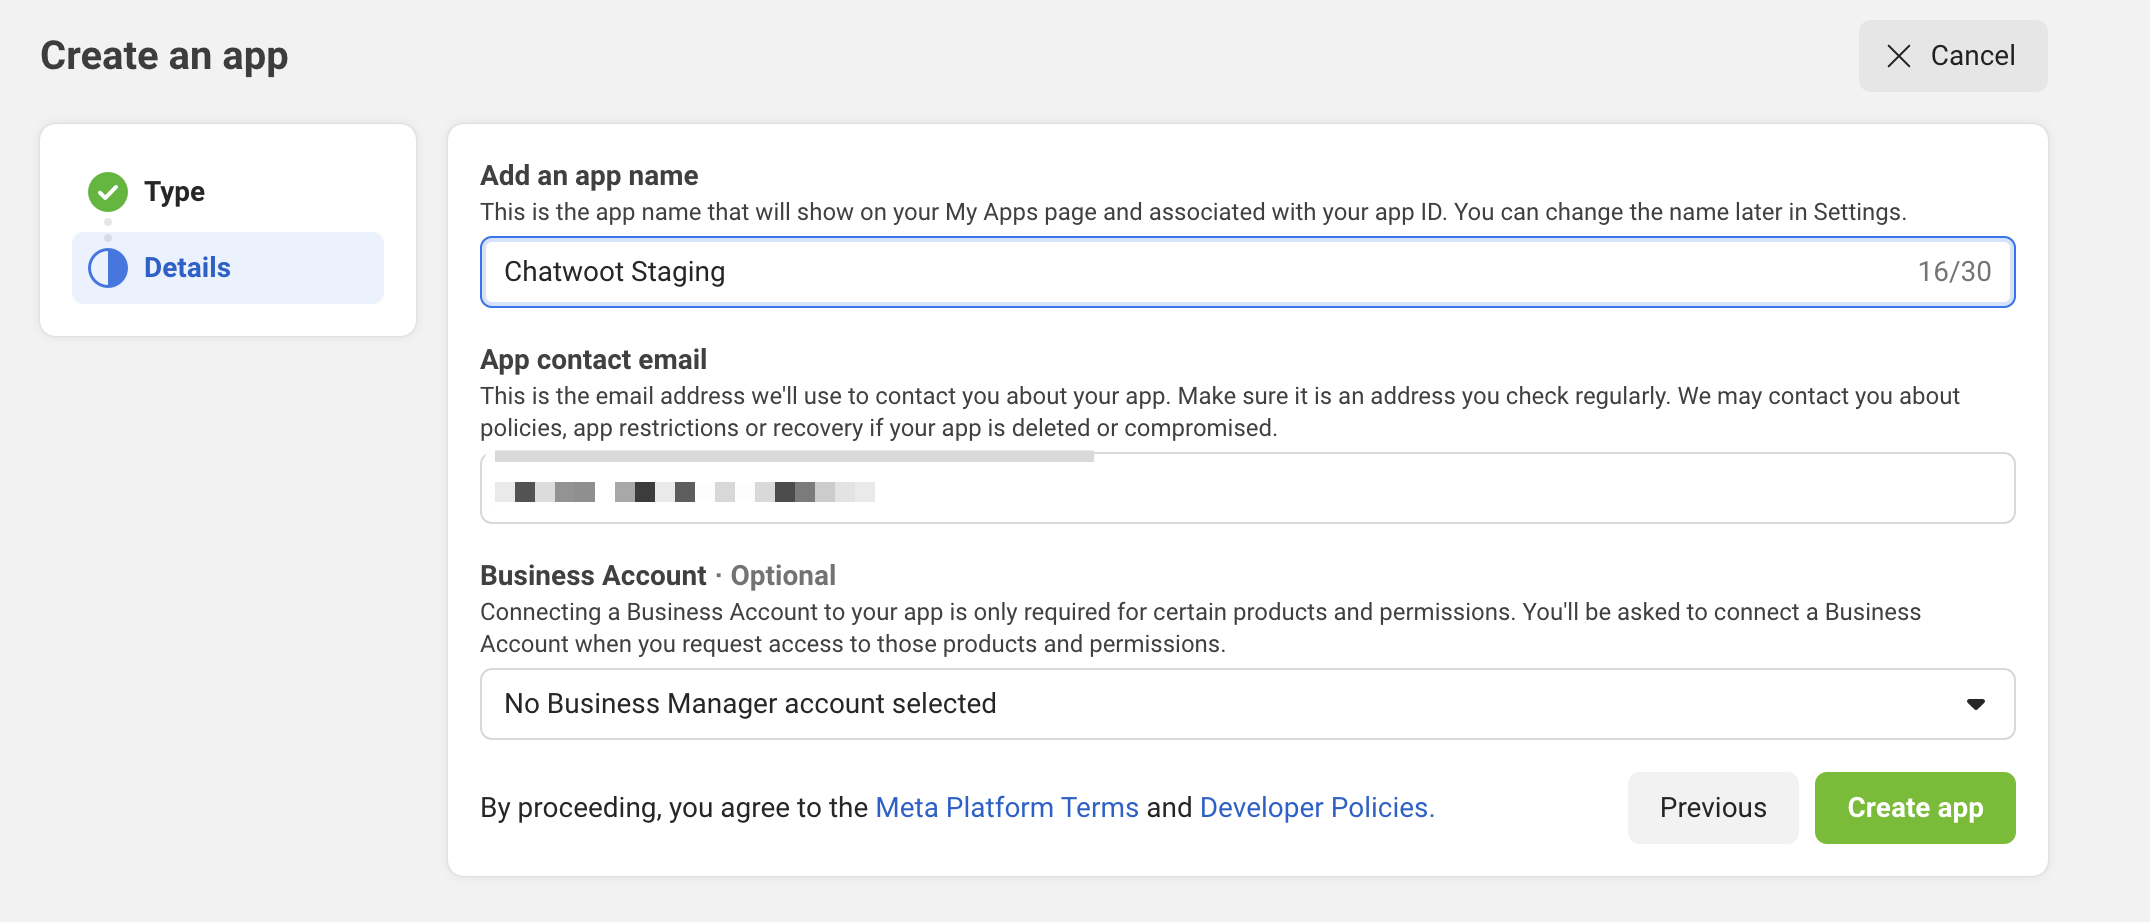 Create an app
Cancel
Type
Details
Add an app name
This is the app name that will show on your My Apps page and associated with your app ID. You can change the name later in Settings.
Chatwoot Staging
16/30
App contact email
This is the email address we'll use to contact you about your app. Make sure it is an address you check regularly. We may contact you about
policies, app restrictions or recovery if your app is deleted or compromised.
Business Account · Optional
Connecting a Business Account to your app is only required for certain products and permissions. You'll be asked to connect a Business
Account when you request access to those products and permissions.
No Business Manager account selected
By proceeding, you agree to the Meta Platform Terms and Developer Policies.
Previous
Create app